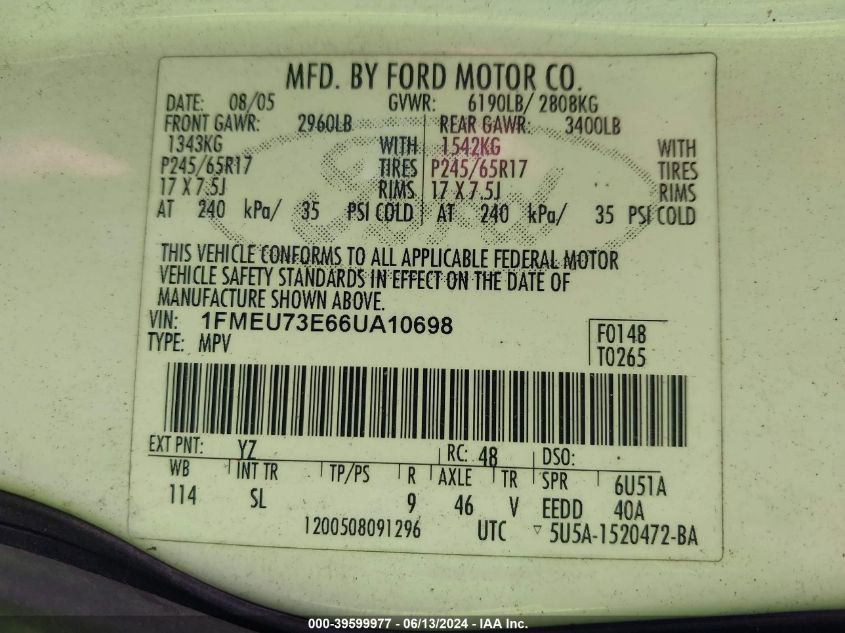 MFD. BY FORD MOTOR CO.
DATE: 08/05 GVWR: 6190LB/ 2808KG
FRONT GAWR: 2960LB REAR GAWR: 3400LB
1343KG WITH 1542KG WITH
P245/65R17 TIRES P245/65R17 TIRES
17 X 7.5J RIMS 17 X 7.5J RIMS
AT 240 kPa/ 35 PSI COLD AT 240 kPa/ 35 PSI COLD
THIS VEHICLE CONFORMS TO ALL APPLICABLE FEDERAL MOTOR
VEHICLE SAFETY STANDARDS IN EFFECT ON THE DATE OF
MANUFACTURE SHOWN ABOVE.
VIN: 1FMEU73E66UA10698 F0148
TYPE: MPV T0265
EXT PNT: YZ RC: 48 DSO:
WB INT TR TP/PS R AXLE TR SPR 6U51A
114 SL 9 46 V EEDD 40A
1200508091296 UTC ▽ 5U5A-1520472-BA
000-39599977 - 06/13/2024 - IAA Inc.